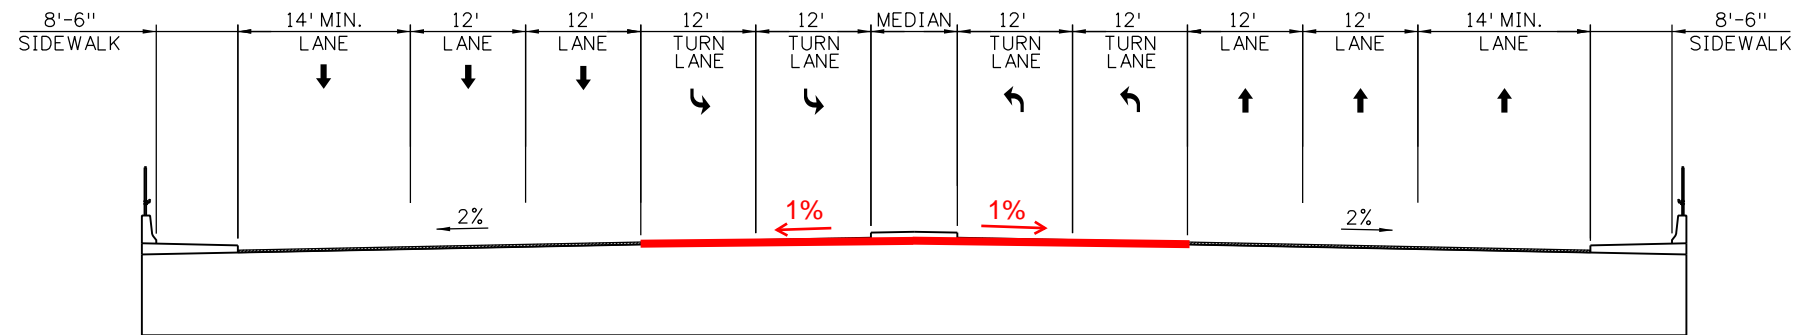 8'-6" SIDEWALK
14' MIN. LANE
12' LANE
12' LANE
12' TURN LANE
12' TURN LANE
MEDIAN
12' TURN LANE
12' TURN LANE
12' LANE
12' LANE
14' MIN. LANE
8'-6" SIDEWALK
2%
1%
1%
2%